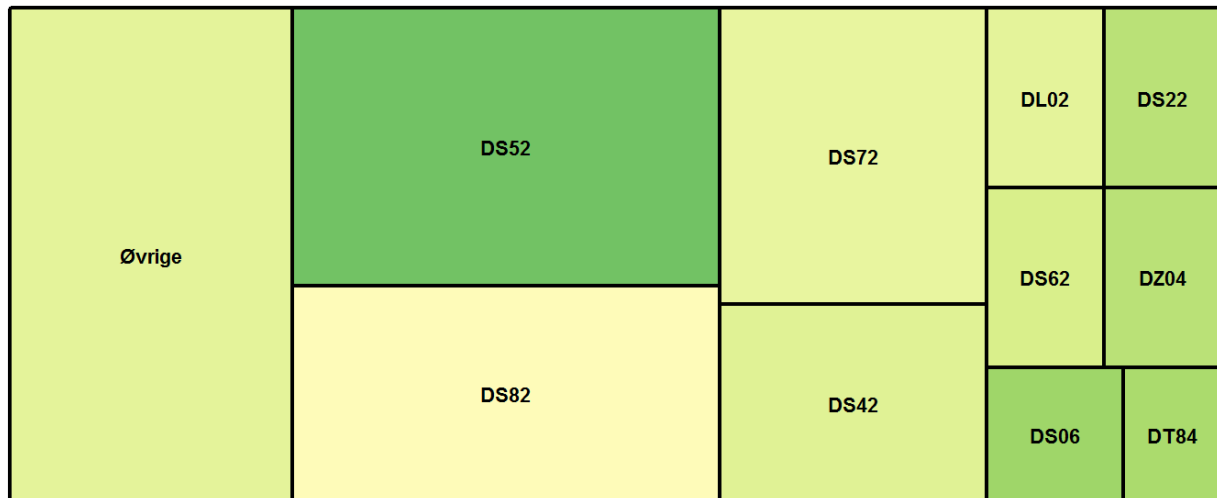 Øvrige
DS52
DS82
DS72
DS42
DL02
DS22
DS62
DZ04
DS06
DT84